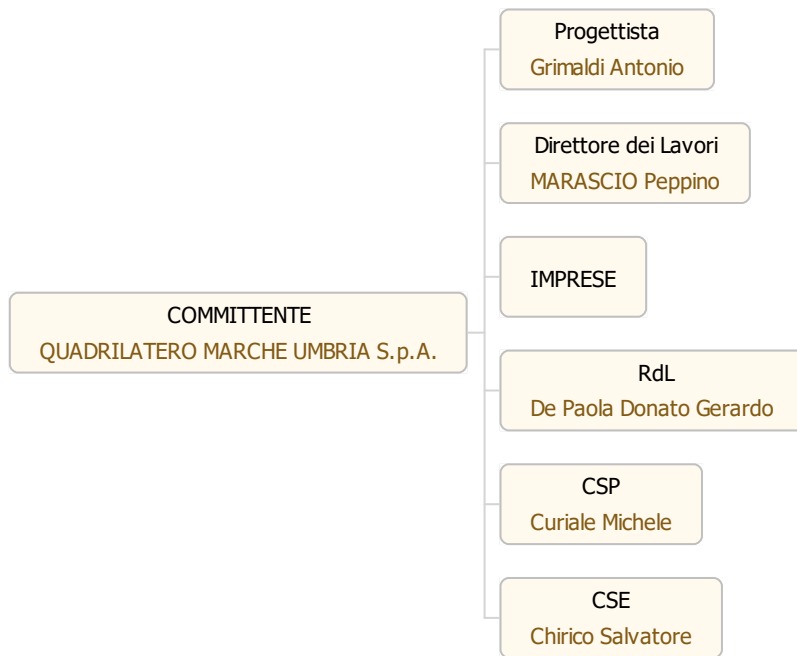 Progettista
Grimaldi Antonio
Direttore dei Lavori
MARASCIO Peppino
IMPRESE
COMMITTENTE
QUADRILATERO MARCHE UMBRIA S.p.A.
RdL
De Paola Donato Gerardo
CSP
Curiale Michele
CSE
Chirico Salvatore